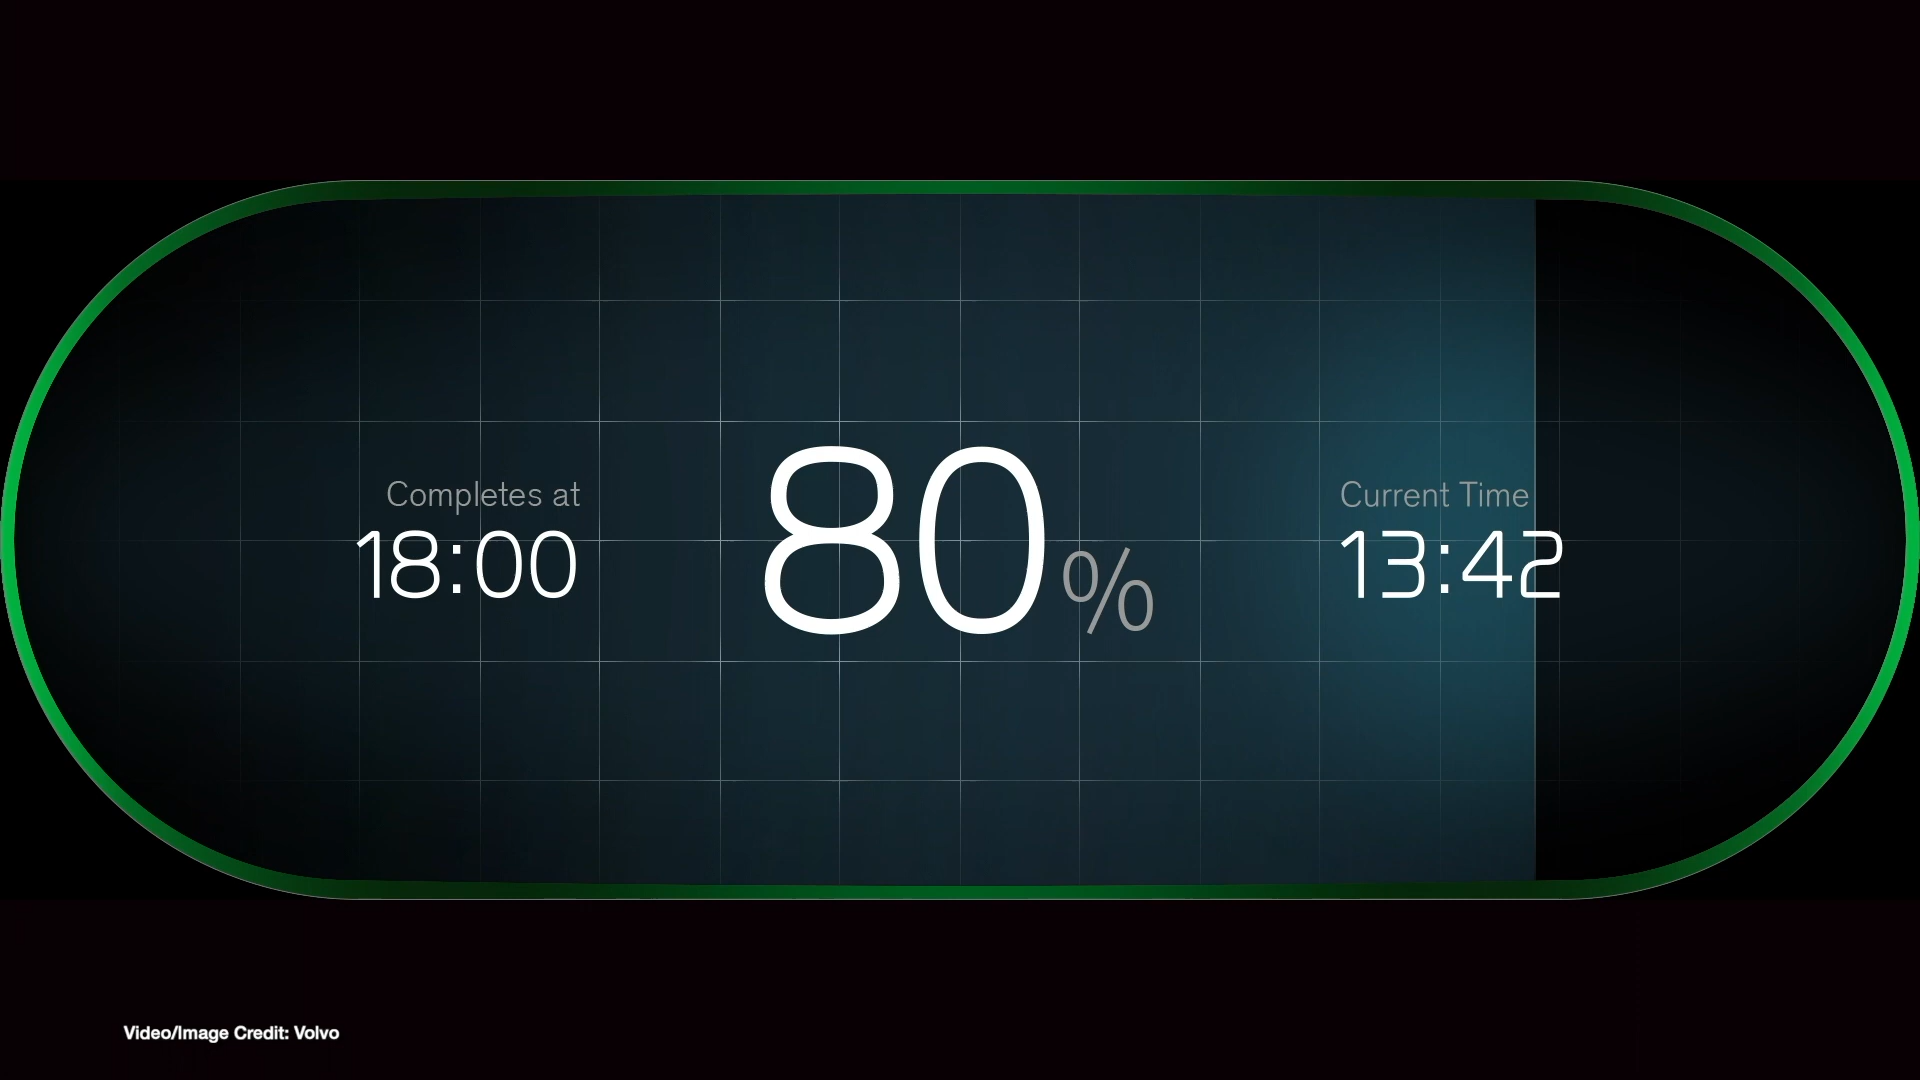 Completes at
18:00
80%
Current Time
13:42
Video/Image Credit: Volvo